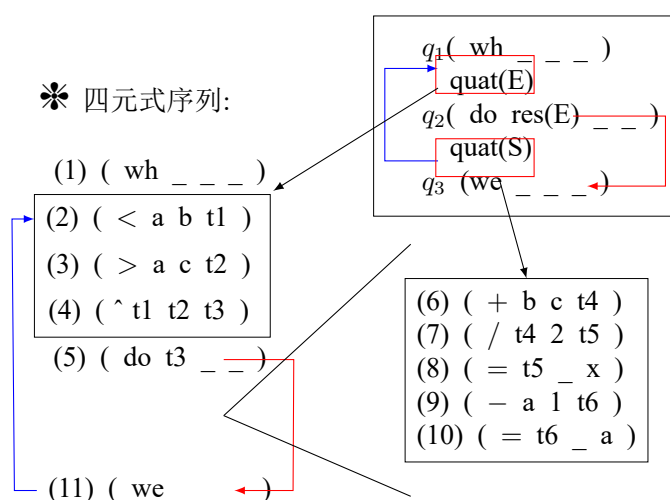 ❋ 四元式序列:
(1) ( wh _ _ _ )
(2) ( < a b t1 )
(3) ( > a c t2 )
(4) ( ˆ t1 t2 t3 )
(5) ( do t3 _ _ )
(11) ( we )
q1( wh _ _ _ )
quat(E)
q2( do res(E) _ _ )
quat(S)
q3 (we _ _ _ )
(6) ( + b c t4 )
(7) ( / t4 2 t5 )
(8) ( = t5 _ x )
(9) ( − a 1 t6 )
(10) ( = t6 _ a )